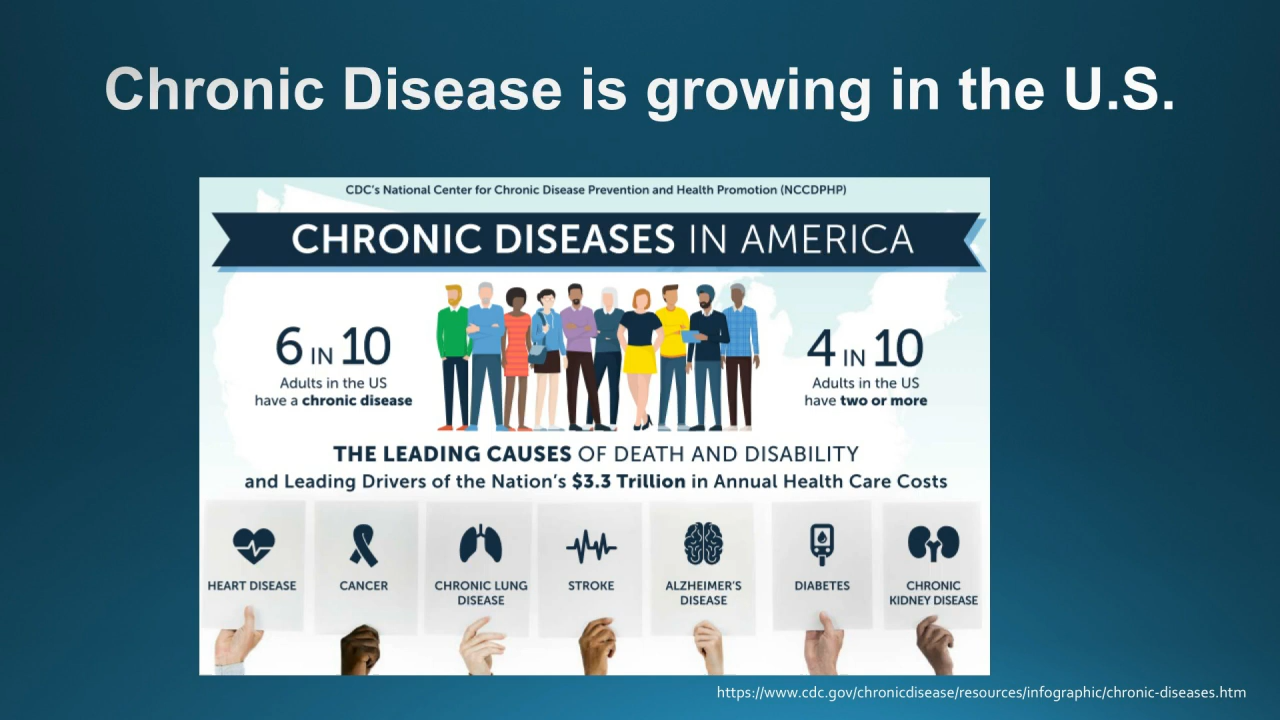 Chronic Disease is growing in the U.S.
CDC's National Center for Chronic Disease Prevention and Health Promotion (NCCDPHP)
CHRONIC DISEASES IN AMERICA
6 IN 10
Adults in the US
have a chronic disease
4 IN 10
Adults in the US
have two or more
THE LEADING CAUSES OF DEATH AND DISABILITY
and Leading Drivers of the Nation's $3.3 Trillion in Annual Health Care Costs
HEART DISEASE
CANCER
CHRONIC LUNG
DISEASE
STROKE
ALZHEIMER'S
DISEASE
DIABETES
CHRONIC
KIDNEY DISEASE
https://www.cdc.gov/chronicdisease/resources/infographic/chronic-diseases.htm